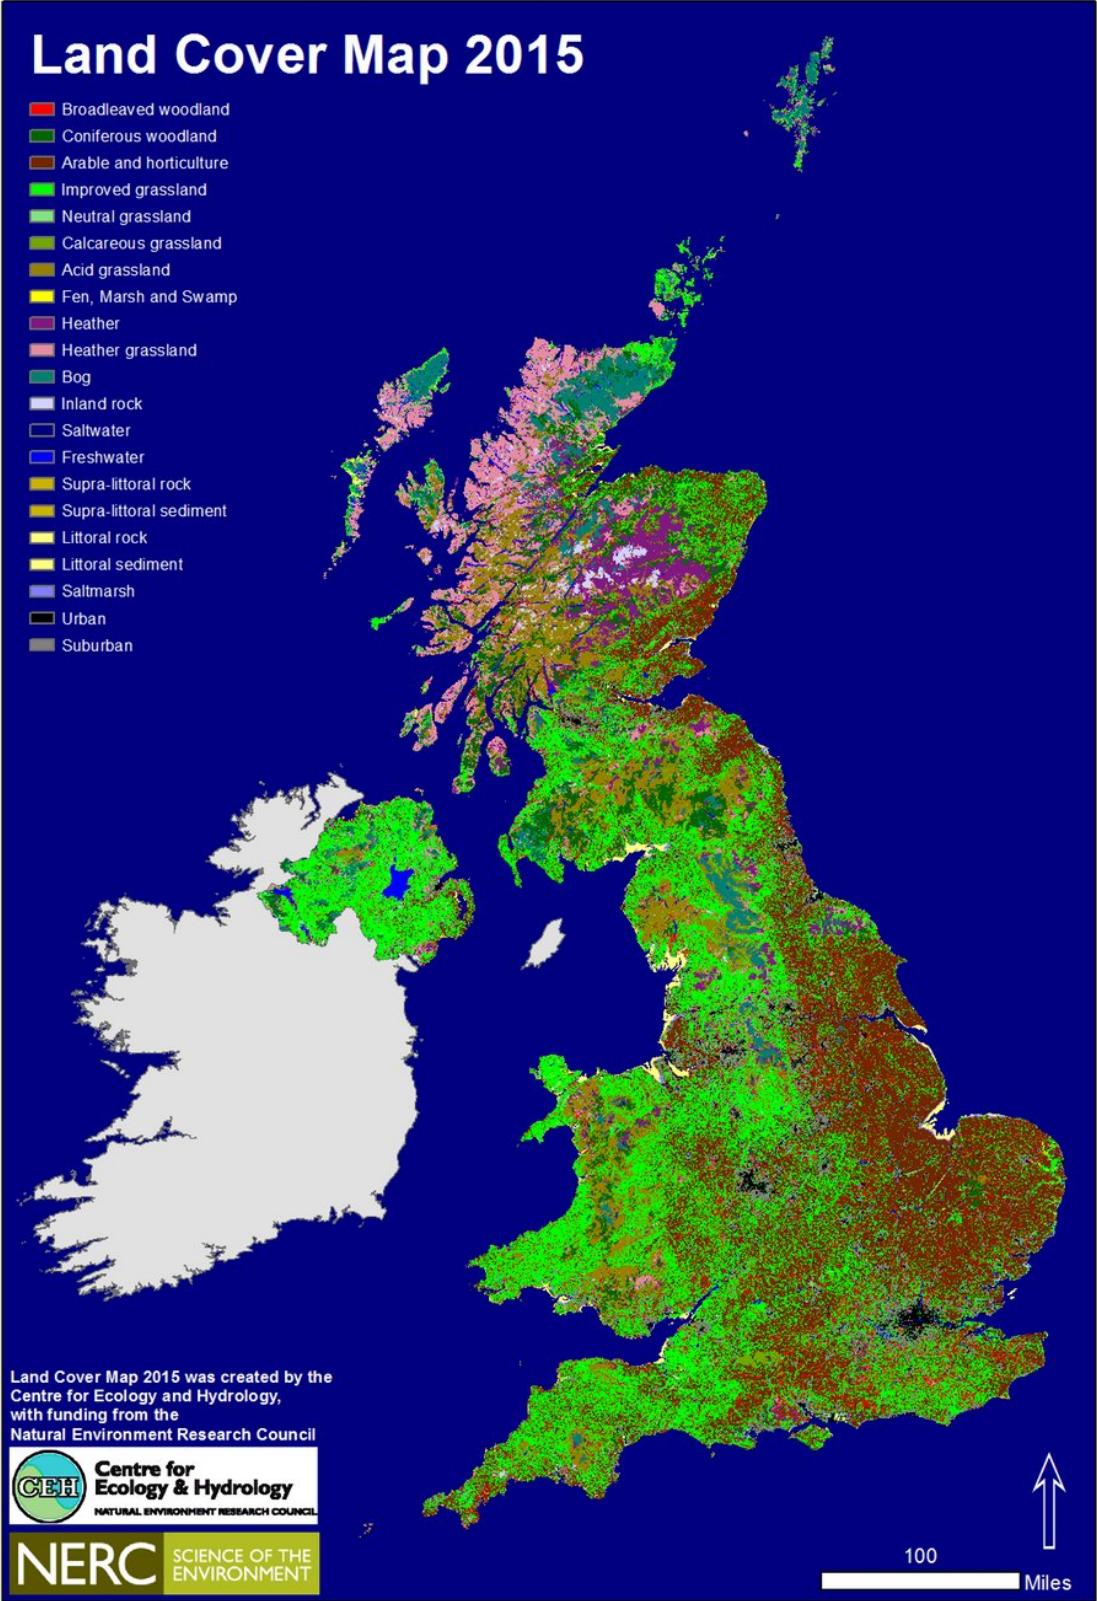 Land Cover Map 2015
Broadleaved woodland
Coniferous woodland
Arable and horticulture
Improved grassland
Neutral grassland
Calcareous grassland
Acid grassland
Fen, Marsh and Swamp
Heather
Heather grassland
Bog
Inland rock
Saltwater
Freshwater
Supra-littoral rock
Supra-littoral sediment
Littoral rock
Littoral sediment
Saltmarsh
Urban
Suburban
Land Cover Map 2015 was created by the
Centre for Ecology and Hydrology,
with funding from the
Natural Environment Research Council
CEH
Centre for
Ecology & Hydrology
NATURAL ENVIRONMENT RESEARCH COUNCIL
NERC
SCIENCE OF THE
ENVIRONMENT
100
Miles